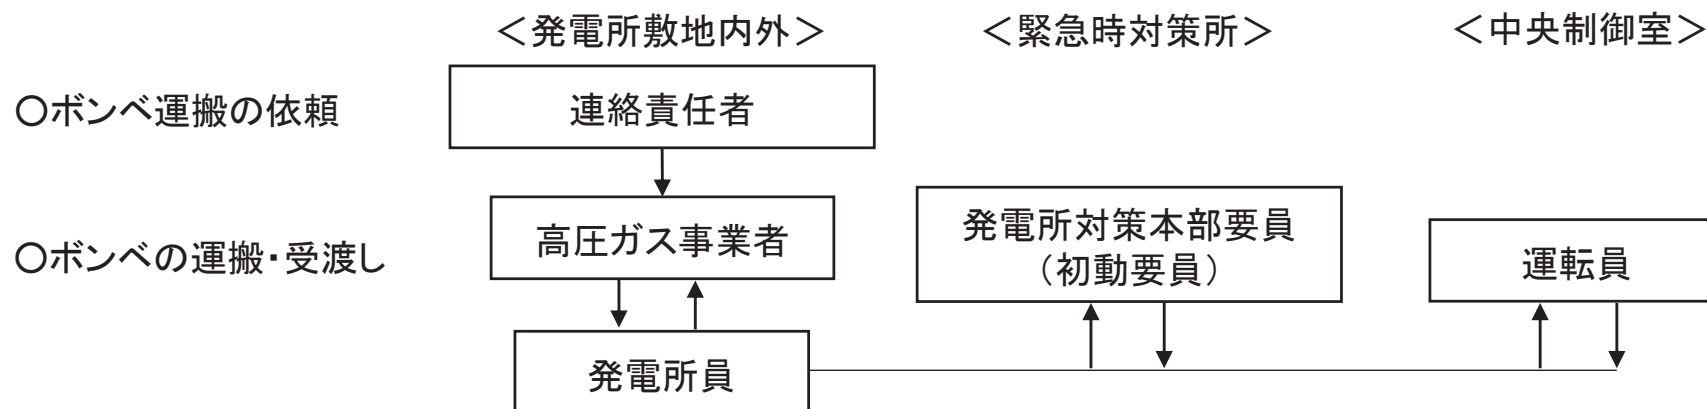 ＜発電所敷地内外＞
＜緊急時対策所＞
＜中央制御室＞
○ボンベ運搬の依頼
連絡責任者
○ボンベの運搬・受渡し
高圧ガス事業者
発電所対策本部要員
（初動要員）
運転員
発電所員